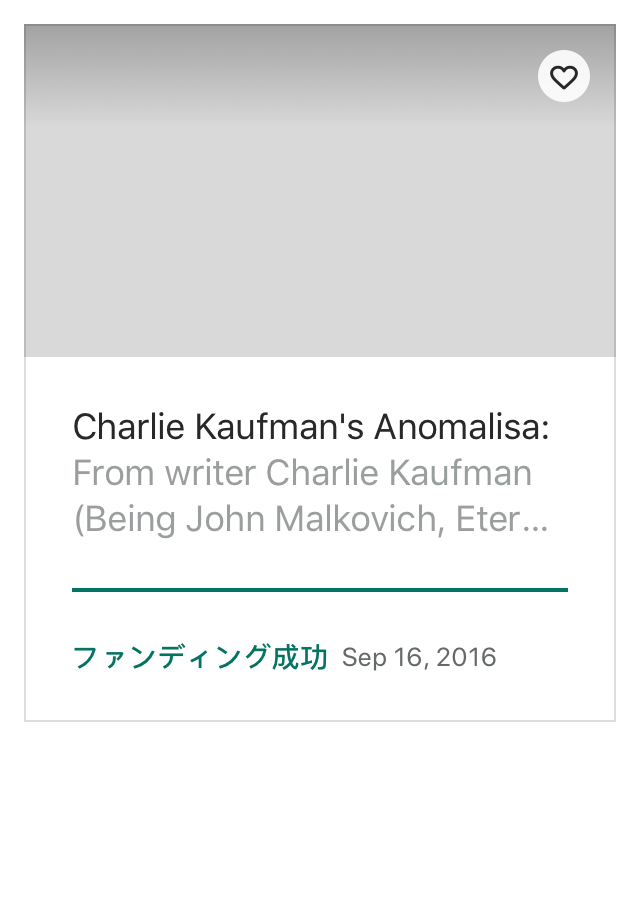 Charlie Kaufman's Anomalisa:
From writer Charlie Kaufman
(Being John Malkovich, Eter…
ファンディング成功 Sep 16, 2016